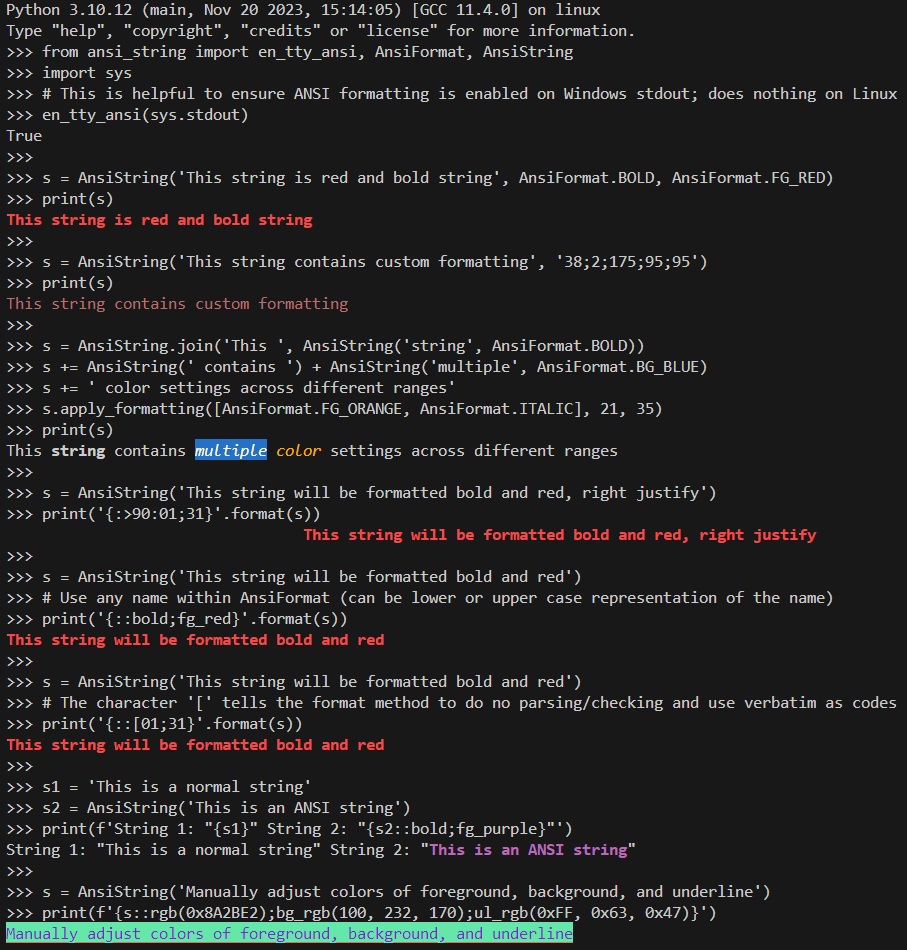 Python 3.10.12 (main, Nov 20 2023, 15:14:05) [GCC 11.4.0] on linux
Type "help", "copyright", "credits" or "license" for more information.
>>> from ansi_string import en_tty_ansi, AnsiFormat, AnsiString
>>> import sys
>>> # This is helpful to ensure ANSI formatting is enabled on Windows stdout; does nothing on Linux
>>> en_tty_ansi(sys.stdout)
True
>>>
>>> s = AnsiString('This string is red and bold string', AnsiFormat.BOLD, AnsiFormat.FG_RED)
>>> print(s)
This string is red and bold string
>>>
>>> s = AnsiString('This string contains custom formatting', '38;2;175;95;95')
>>> print(s)
This string contains custom formatting
>>>
>>> s = AnsiString.join('This ', AnsiString('string', AnsiFormat.BOLD))
>>> s += AnsiString(' contains ') + AnsiString('multiple', AnsiFormat.BG_BLUE)
>>> s += ' color settings across different ranges'
>>> s.apply_formatting([AnsiFormat.FG_ORANGE, AnsiFormat.ITALIC], 21, 35)
>>> print(s)
This string contains multiple color settings across different ranges
>>>
>>> s = AnsiString('This string will be formatted bold and red, right justify')
>>> print('{:>90:01;31}'.format(s))
This string will be formatted bold and red, right justify
>>>
>>> s = AnsiString('This string will be formatted bold and red')
>>> # Use any name within AnsiFormat (can be lower or upper case representation of the name)
>>> print('{::bold;fg_red}'.format(s))
This string will be formatted bold and red
>>>
>>> s = AnsiString('This string will be formatted bold and red')
>>> # The character '[' tells the format method to do no parsing/checking and use verbatim as codes
>>> print('{::[01;31}'.format(s))
This string will be formatted bold and red
>>>
>>> s1 = 'This is a normal string'
>>> s2 = AnsiString('This is an ANSI string')
>>> print(f'String 1: "{s1}" String 2: "{s2::bold;fg_purple}"')
String 1: "This is a normal string" String 2: "This is an ANSI string"
>>>
>>> s = AnsiString('Manually adjust colors of foreground, background, and underline')
>>> print(f'{s::rgb(0x8A2BE2);bg_rgb(100, 232, 170);ul_rgb(0xFF, 0x63, 0x47)}')
Manually adjust colors of foreground, background, and underline